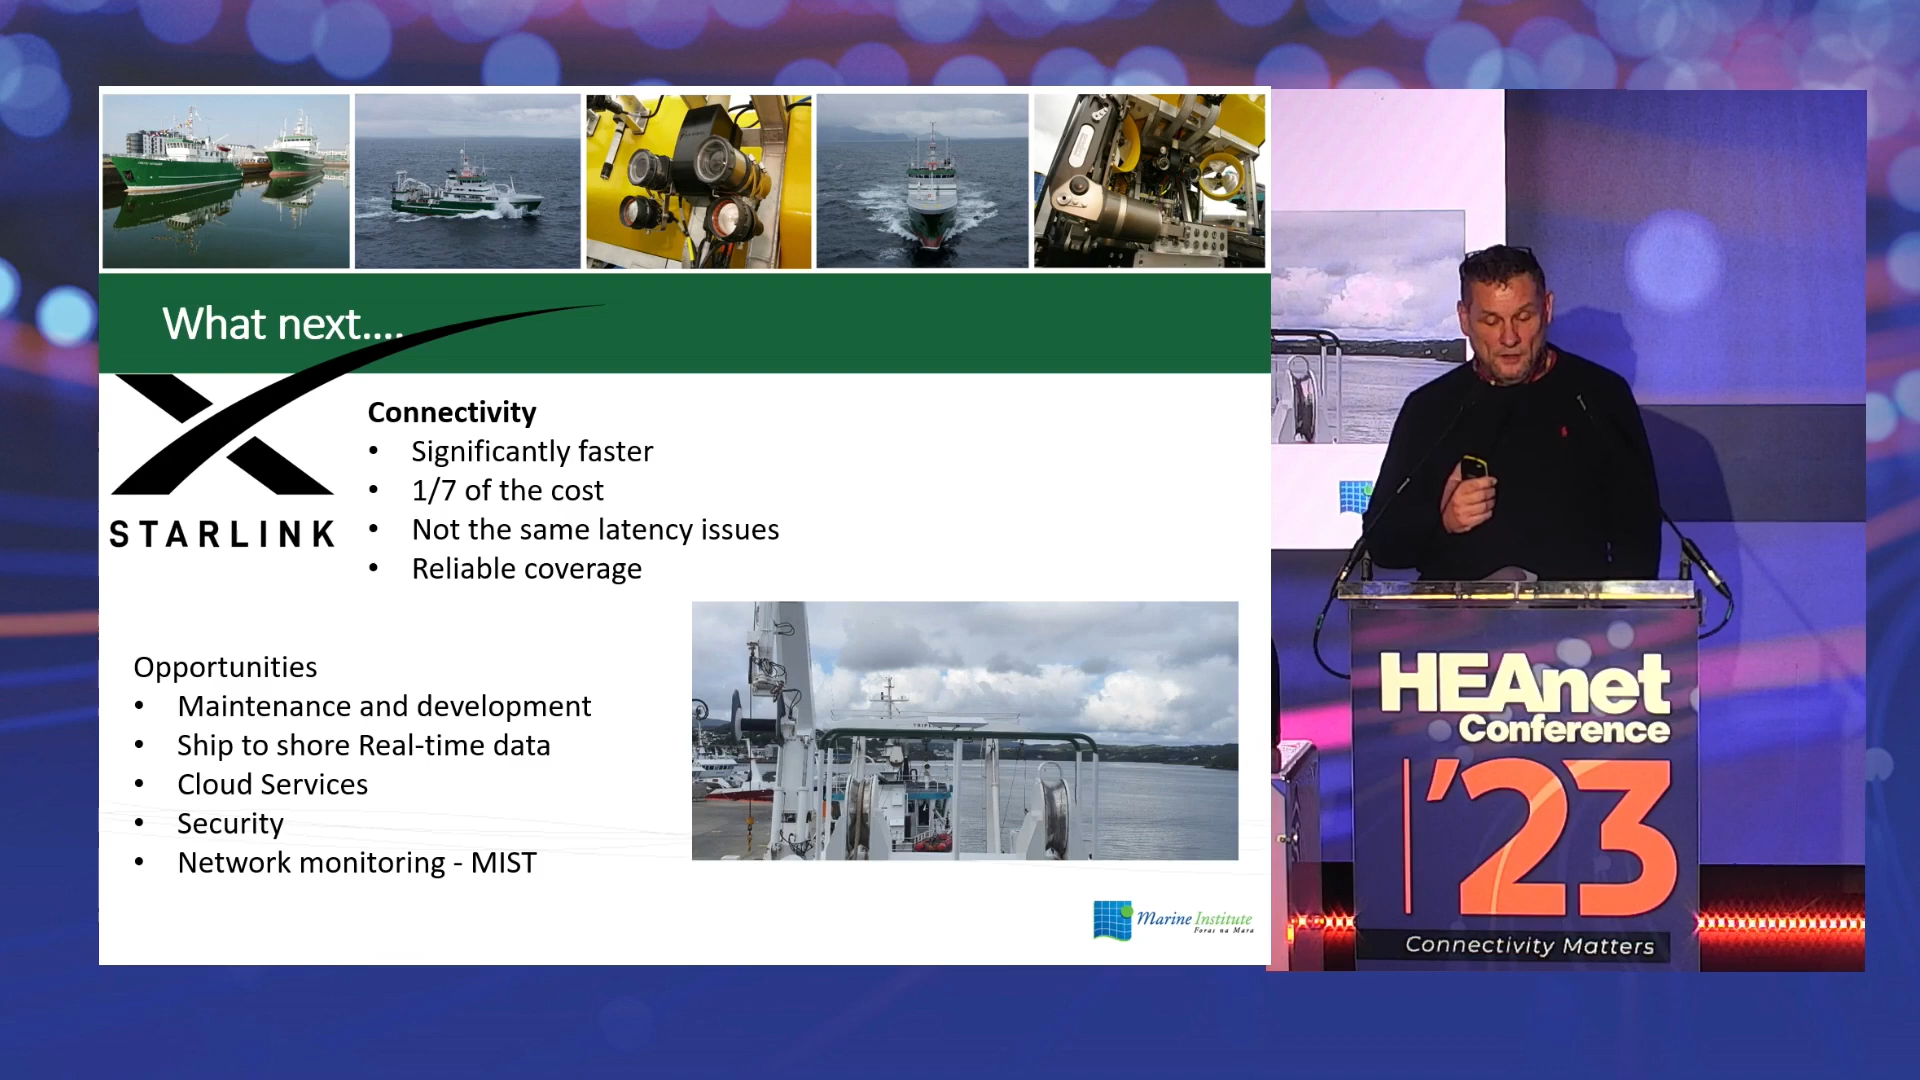 What next....
STARLINK
Connectivity
• Significantly faster
• 1/7 of the cost
• Not the same latency issues
• Reliable coverage
Opportunities
• Maintenance and development
• Ship to shore Real-time data
• Cloud Services
• Security
• Network monitoring - MIST
Marine Institute
Foras na Mara
HEAnet
Conference
'23
Connectivity Matters